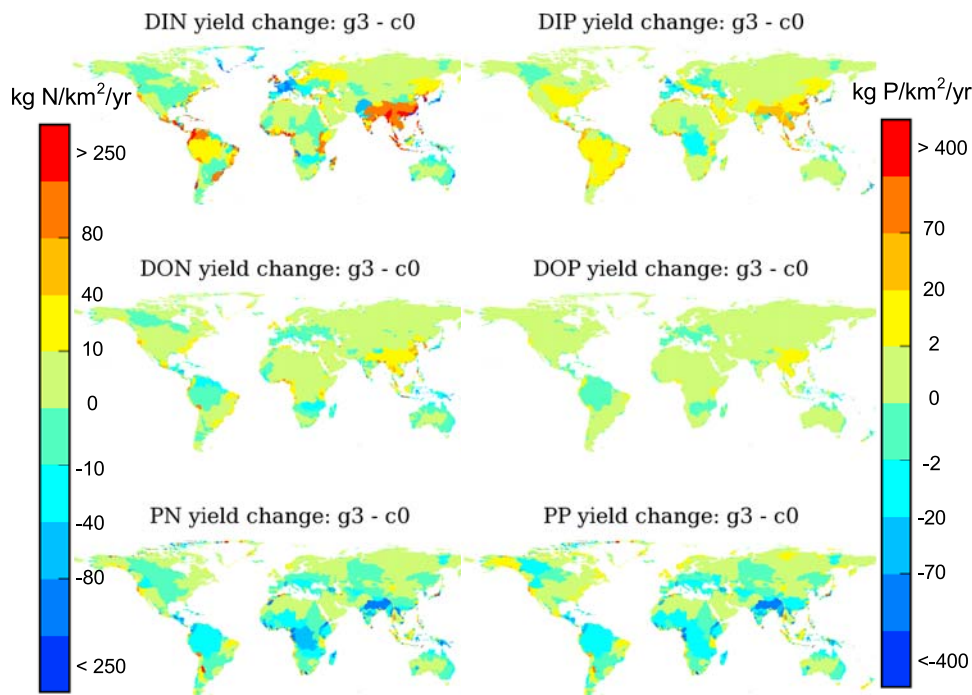 DIN yield change: g3 - c0
DIP yield change: g3 - c0
kg N/km²/yr
kg P/km²/yr
> 250
80
40
10
0
-10
-40
-80
< 250
> 400
70
20
2
0
-2
-20
-70
<-400
DON yield change: g3 - c0
DOP yield change: g3 - c0
PN yield change: g3 - c0
PP yield change: g3 - c0